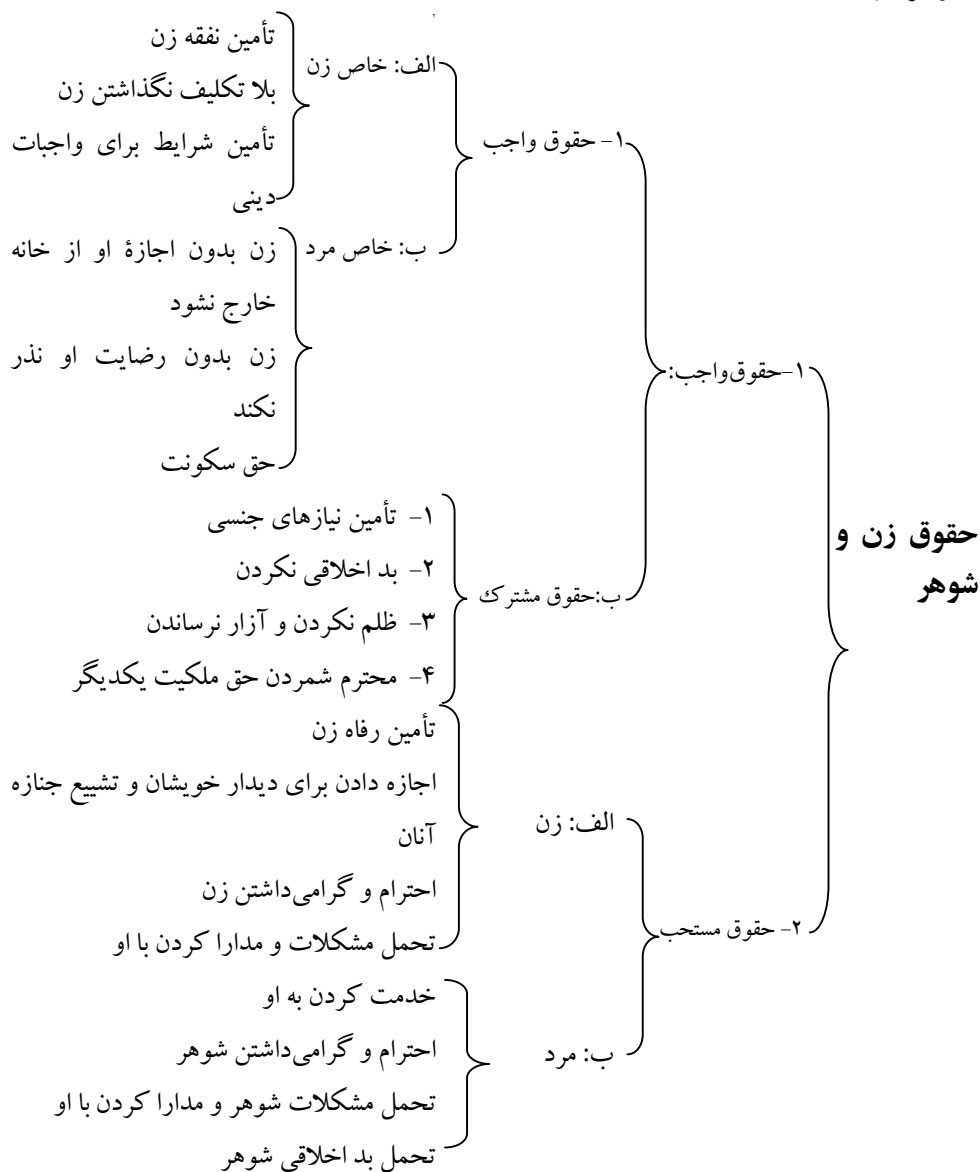 حقوق زن و
شوهر
۱-حقوق واجب:
۱- حقوق واجب
الف: خاص زن
تأمین نفقه زن
بلا تکلیف نگذاشتن زن
تأمین شرایط برای واجبات
دینی
ب: خاص مرد
زن بدون اجازۀ او از خانه
خارج نشود
زن بدون رضایت او نذر
نکند
حق سکونت
ب:حقوق مشترک
۱- تأمین نیازهای جنسی
۲- بد اخلاقی نکردن
۳- ظلم نکردن و آزار نرساندن
۴- محترم شمردن حق ملکیت یکدیگر
۲- حقوق مستحب
الف: زن
تأمین رفاه زن
اجازه دادن برای دیدار خویشان و تشییع جنازه
آنان
احترام و گرامی‌داشتن زن
تحمل مشکلات و مدارا کردن با او
ب: مرد
خدمت کردن به او
احترام و گرامی‌داشتن شوهر
تحمل مشکلات شوهر و مدارا کردن با او
تحمل بد اخلاقی شوهر